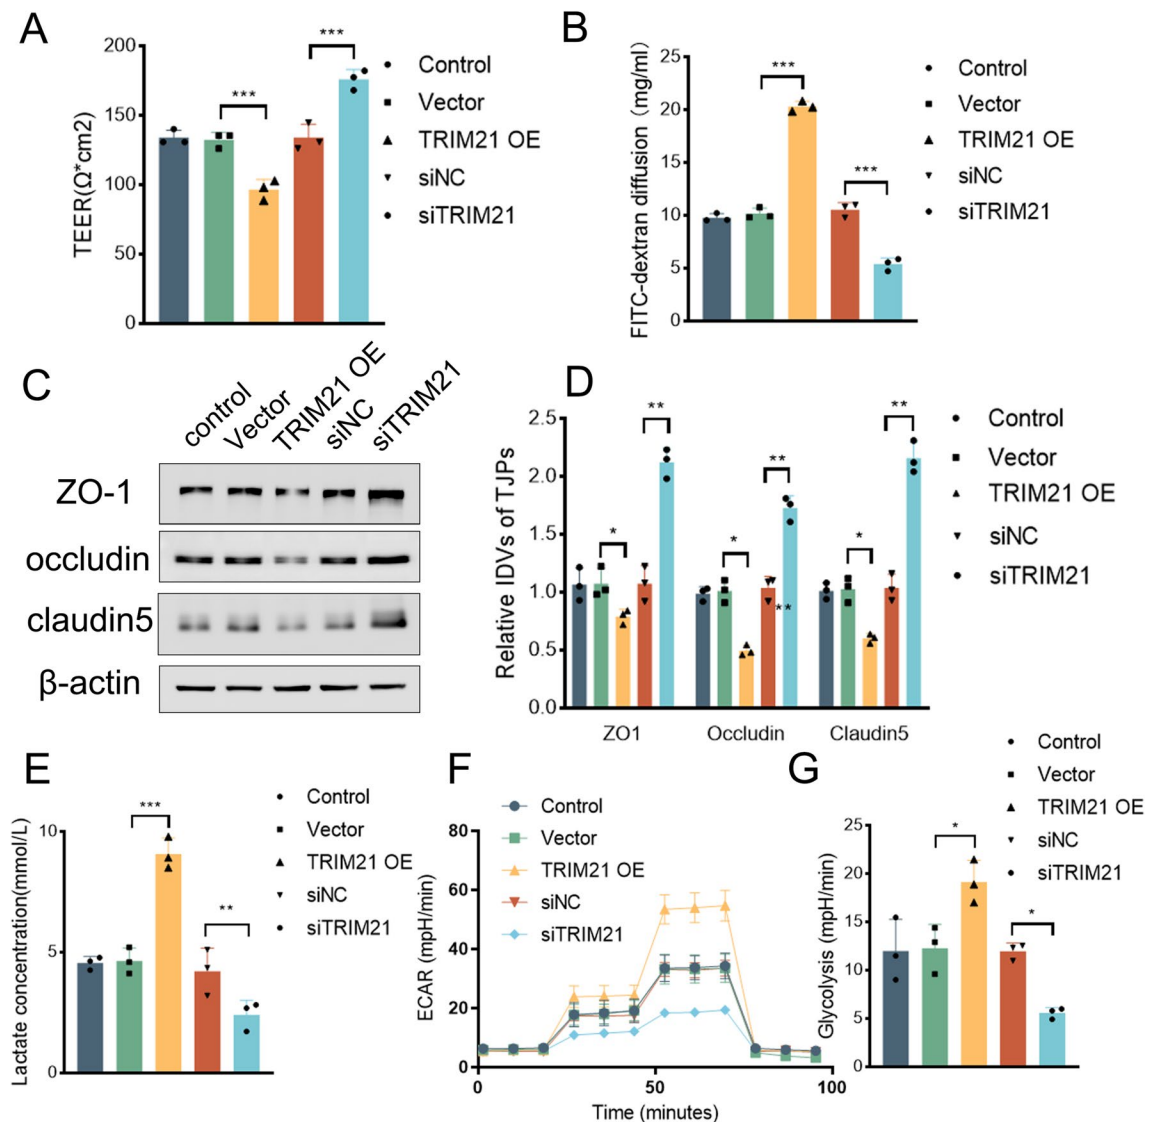 A
TEER(Ω*cm2)
200
150
100
50
0
***
***
Control
Vector
TRIM21 OE
siNC
siTRIM21
B
FITC-dextran diffusion (mg/ml)
25
20
15
10
5
0
***
***
Control
Vector
TRIM21 OE
siNC
siTRIM21
C
control
Vector
TRIM21 OE
siNC
siTRIM21
ZO-1
occludin
claudin5
β-actin
D
Relative IDVs of TJPs
2.5
2.0
1.5
1.0
0.5
0.0
*
**
*
**
**
*
**
ZO1
Occludin
Claudin5
Control
Vector
TRIM21 OE
siNC
siTRIM21
E
Lactate concentration(mmol/L)
10
5
0
***
**
Control
Vector
TRIM21 OE
siNC
siTRIM21
F
ECAR (mpH/min)
80
60
40
20
0
0
50
100
Time (minutes)
Control
Vector
TRIM21 OE
siNC
siTRIM21
G
Glycolysis (mpH/min)
25
20
15
10
5
0
*
*
Control
Vector
TRIM21 OE
siNC
siTRIM21